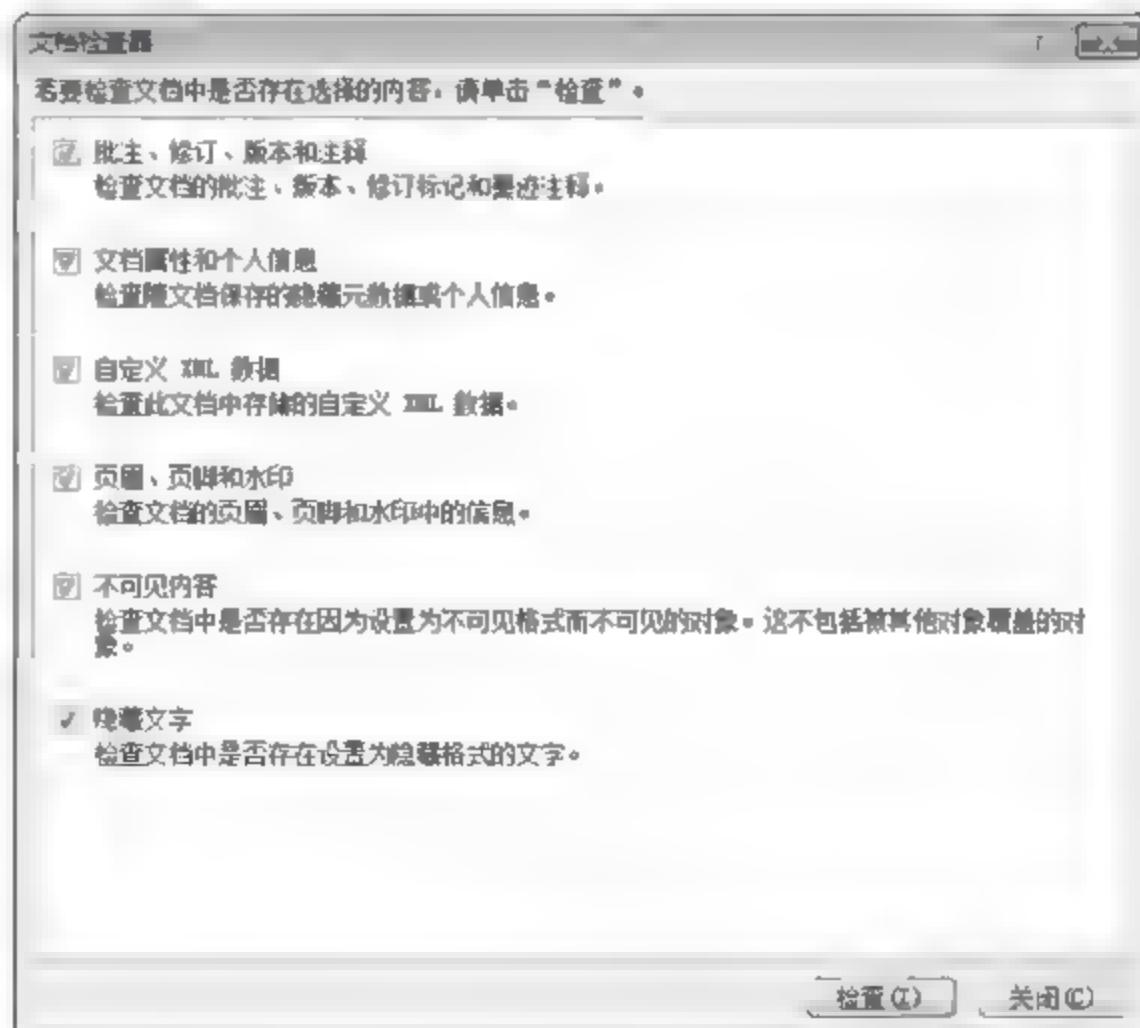 文档检查器
若要检查文档中是否存在选择的内容，请单击“检查”。
批注、修订、版本和注释
检查文档的批注、版本、修订标记和墨迹注释。
文档属性和个人信息
检查随文档保存的隐藏元数据或个人信息。
自定义 XML 数据
检查此文档中存储的自定义 XML 数据。
页眉、页脚和水印
检查文档的页眉、页脚和水印中的信息。
不可见内容
检查文档中是否存在因为设置为不可见格式而不可见的对象。这不包括被其他对象覆盖的对
象。
隐藏文字
检查文档中是否存在设置为隐藏格式的文字。
检查(I) 关闭(C)